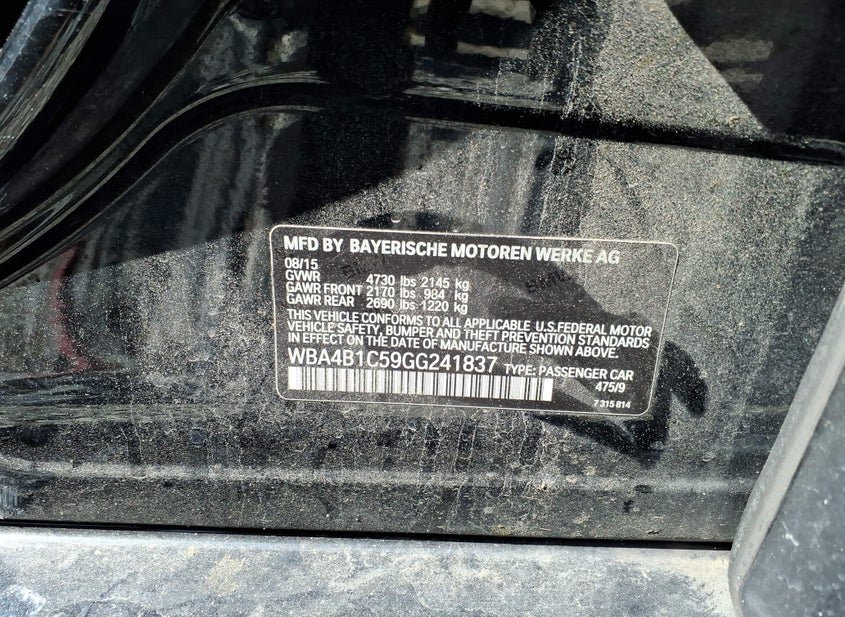 MFD BY BAYERISCHE MOTOREN WERKE AG
08/15
GVWR 4730 lbs 2145 kg
GAWR FRONT 2170 lbs 984 kg
GAWR REAR 2690 lbs 1220 kg
THIS VEHICLE CONFORMS TO ALL APPLICABLE U.S.FEDERAL MOTOR
VEHICLE SAFETY, BUMPER AND THEFT PREVENTION STANDARDS
IN EFFECT ON THE DATE OF MANUFACTURE SHOWN ABOVE.
WBA4B1C59GG241837 TYPE: PASSENGER CAR
475/9
7 315 814